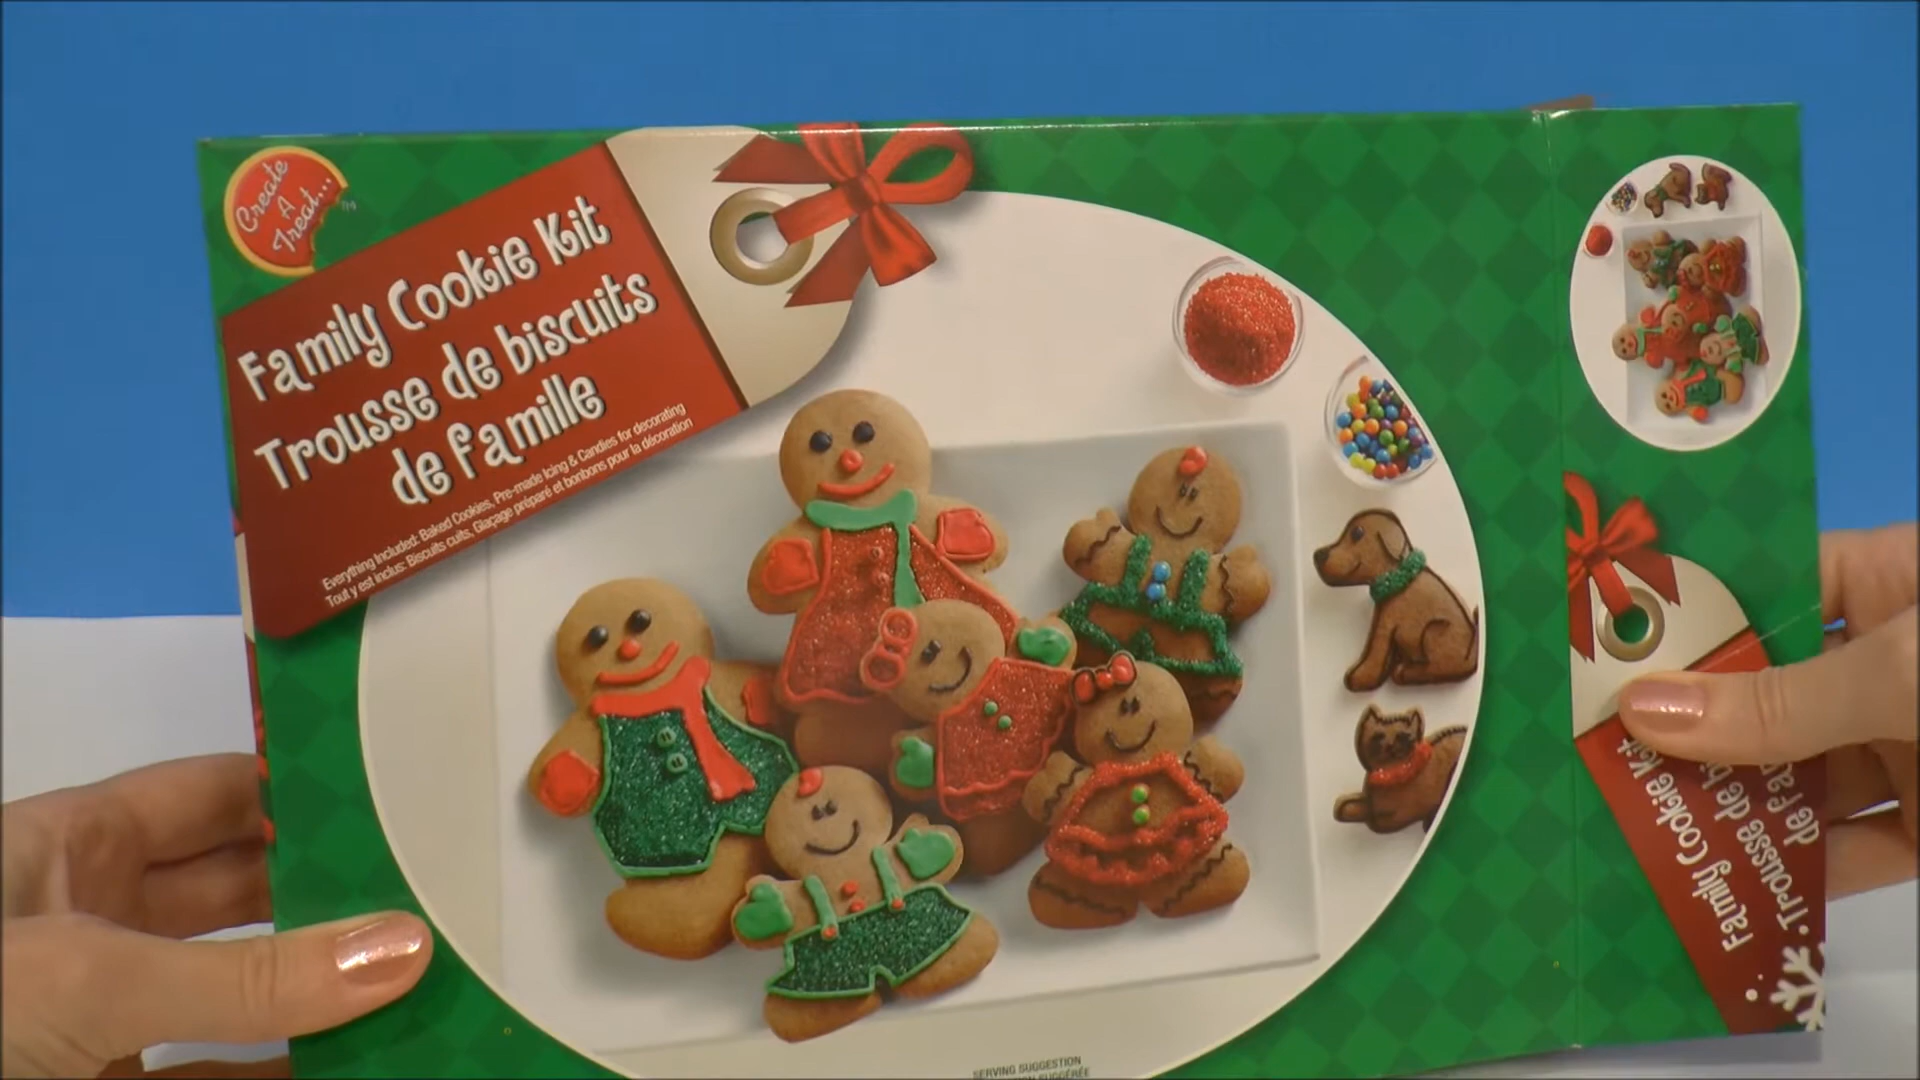 Create
A
Treat...
TM
Family Cookie Kit
Trousse de biscuits
de famille
Everything Included: Baked Cookies, Pre-made Icing & Candies for decorating
Tout y est inclus: Biscuits cuits, Glaçage préparé et bonbons pour la décoration
SERVING SUGGESTION
SUGGÉRÉE
Family Cookie Kit
Trousse de
de